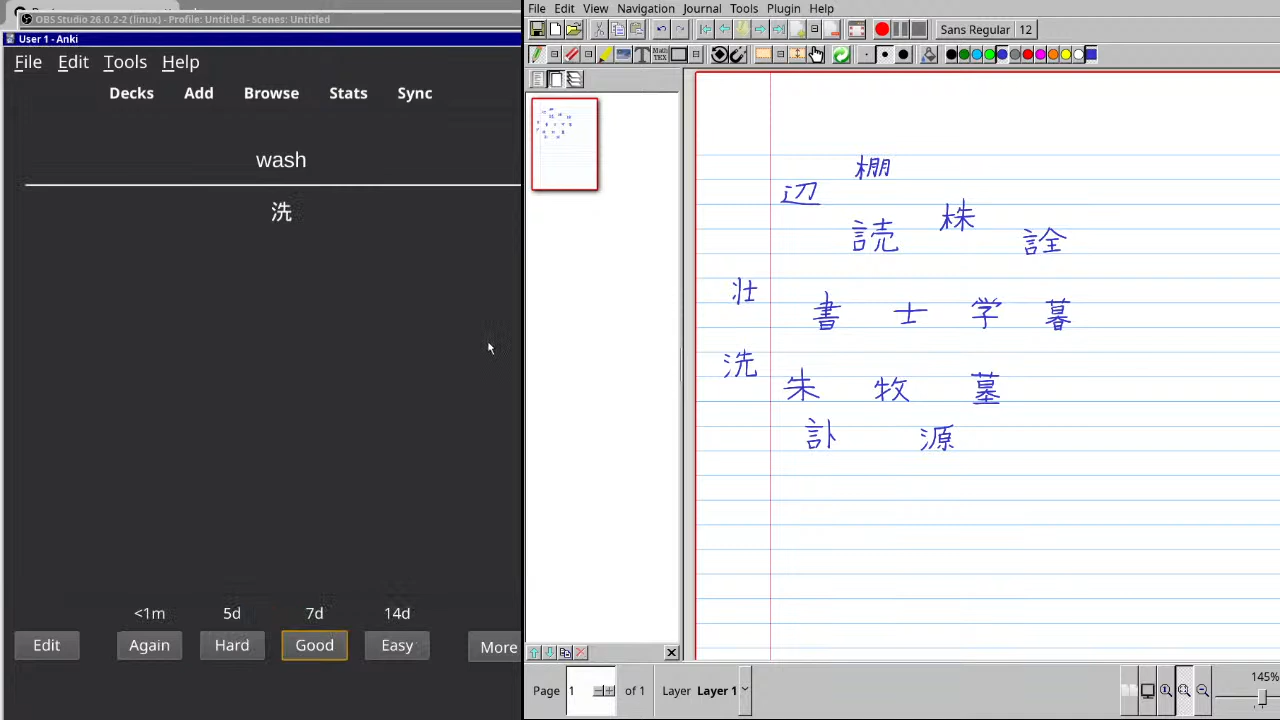 OBS Studio 26.0.2-2 (linux) - Profile: Untitled - Scenes: Untitled
User 1 - Anki
File Edit Tools Help
Decks Add Browse Stats Sync
wash
洗
<1m 5d 7d 14d
Edit Again Hard Good Easy More
File Edit View Navigation Journal Tools Plugin Help
Sans Regular 12
棚
辺
株
読 詮
壮
書 士 学 暮
洗
朱 牧 墓
訃 源
Page 1 of 1 Layer Layer 1
145%